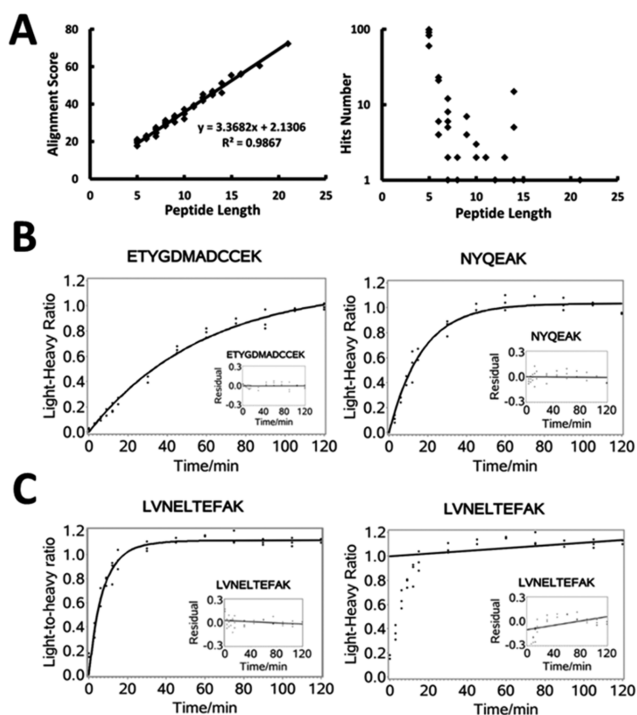 A
Alignment Score
80
60
40
20
0
y = 3.3682x + 2.1306
R² = 0.9867
0 5 10 15 20 25
Peptide Length
Hits Number
100
10
1
0 5 10 15 20 25
Peptide Length
B
ETYGDMADCCEK
Light-Heavy Ratio
1.2
1.0
0.8
0.6
0.4
0.2
0.0
ETYGDMADCCEK
Residual
0.3
0.0
-0.3
0 40 80 120
Time/min
0 20 40 60 80 100 120
Time/min
NYQEAK
Light-Heavy Ratio
1.2
1.0
0.8
0.6
0.4
0.2
0.0
NYQEAK
Residual
0.3
0.0
-0.3
0 40 80 120
Time/min
0 20 40 60 80 100 120
Time/min
C
LVNELTEFAK
Light-to-heavy ratio
1.2
1.0
0.8
0.6
0.4
0.2
0.0
LVNELTEFAK
Residual
0.3
0.0
-0.3
0 40 80 120
Time/min
0 20 40 60 80 100 120
Time/min
LVNELTEFAK
Light-Heavy Ratio
1.2
1.0
0.8
0.6
0.4
0.2
0.0
LVNELTEFAK
Residual
0.3
0.0
-0.3
0 40 80 120
Time/min
0 20 40 60 80 100 120
Time/min